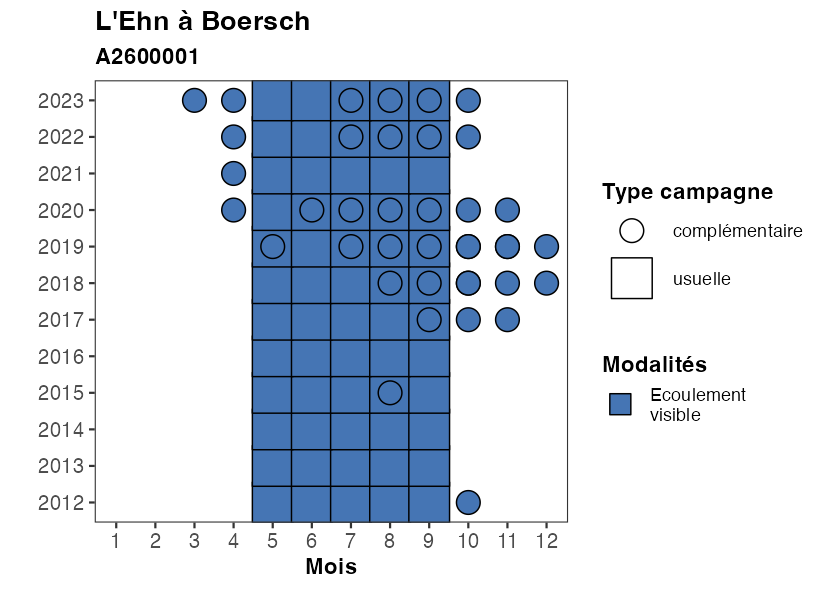 L'Ehn à Boersch
A2600001
2023
2022
2021
2020
2019
2018
2017
2016
2015
2014
2013
2012
1 2 3 4 5 6 7 8 9 10 11 12
Mois
Type campagne
complémentaire
usuelle
Modalités
Ecoulement
visible